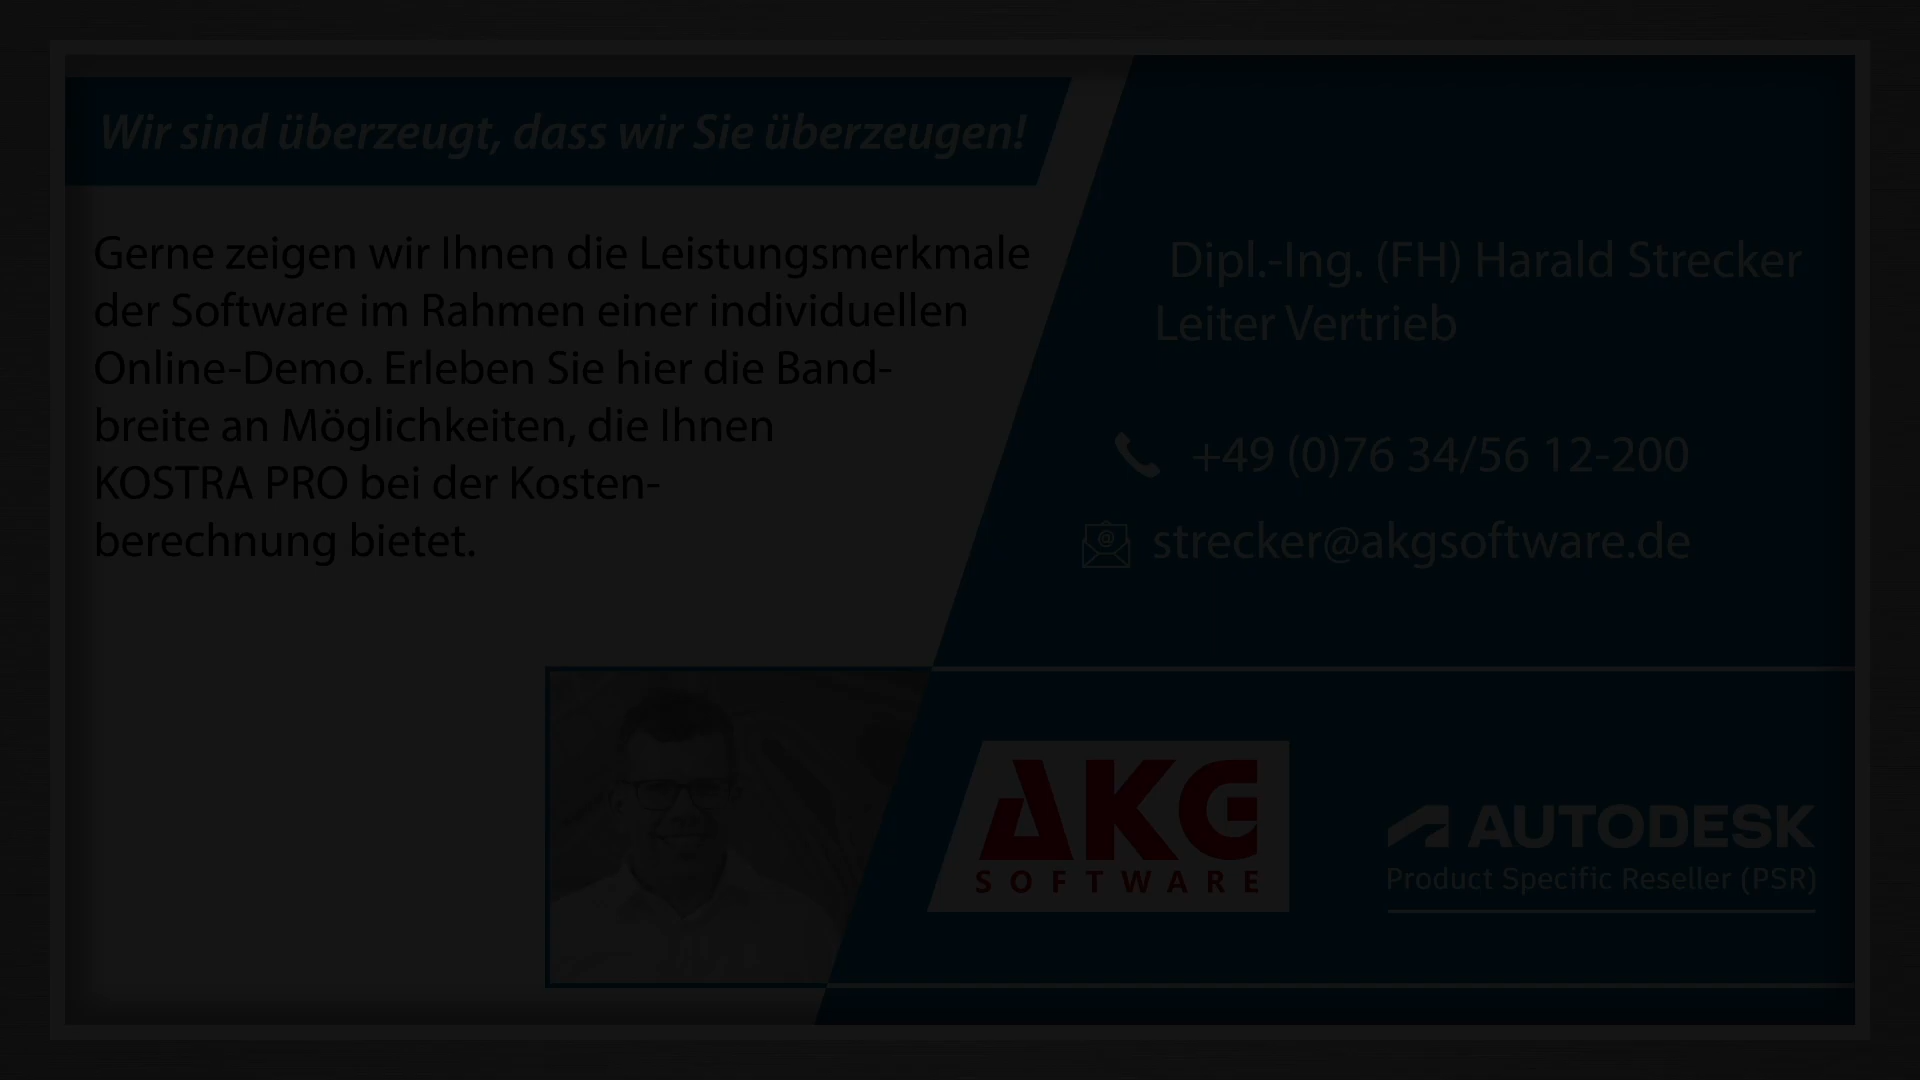 Wir sind überzeugt, dass wir Sie überzeugen!
Gerne zeigen wir Ihnen die Leistungsmerkmale
der Software im Rahmen einer individuellen
Online-Demo. Erleben Sie hier die Band-
breite an Möglichkeiten, die Ihnen
KOSTRA PRO bei der Kosten-
berechnung bietet.
Dipl.-Ing. (FH) Harald Strecker
Leiter Vertrieb
+49 (0)76 34/56 12-200
strecker@akgsoftware.de
AKG
SOFTWARE
AUTODESK
Product Specific Reseller (PSR)